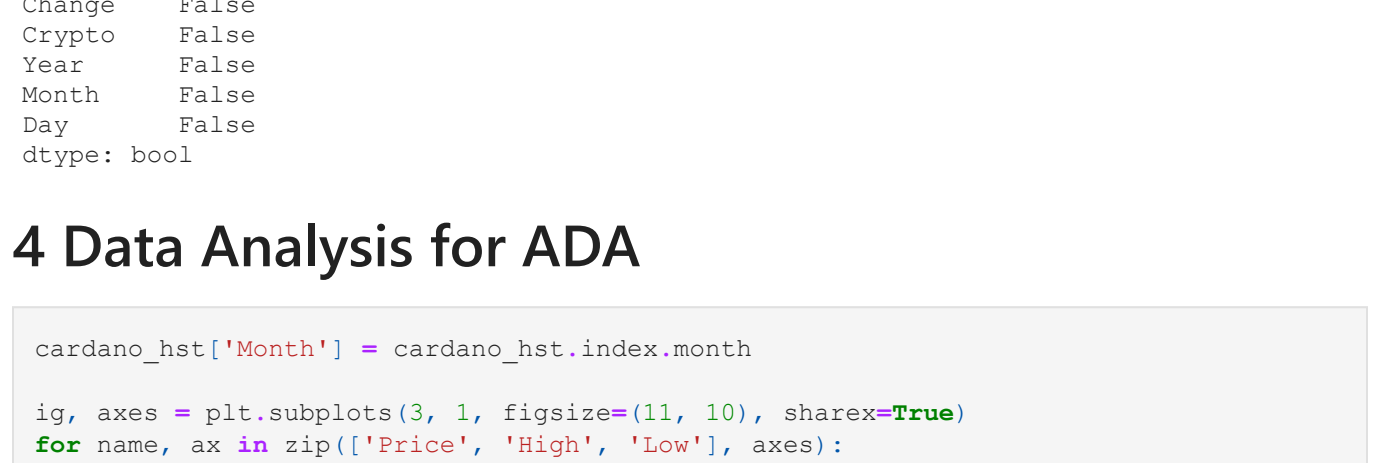 Change    False
Crypto    False
Year      False
Month     False
Day       False
dtype: bool
4 Data Analysis for ADA
cardano_hst['Month'] = cardano_hst.index.month
ig, axes = plt.subplots(3, 1, figsize=(11, 10), sharex=True)
for name, ax in zip(['Price', 'High', 'Low'], axes):